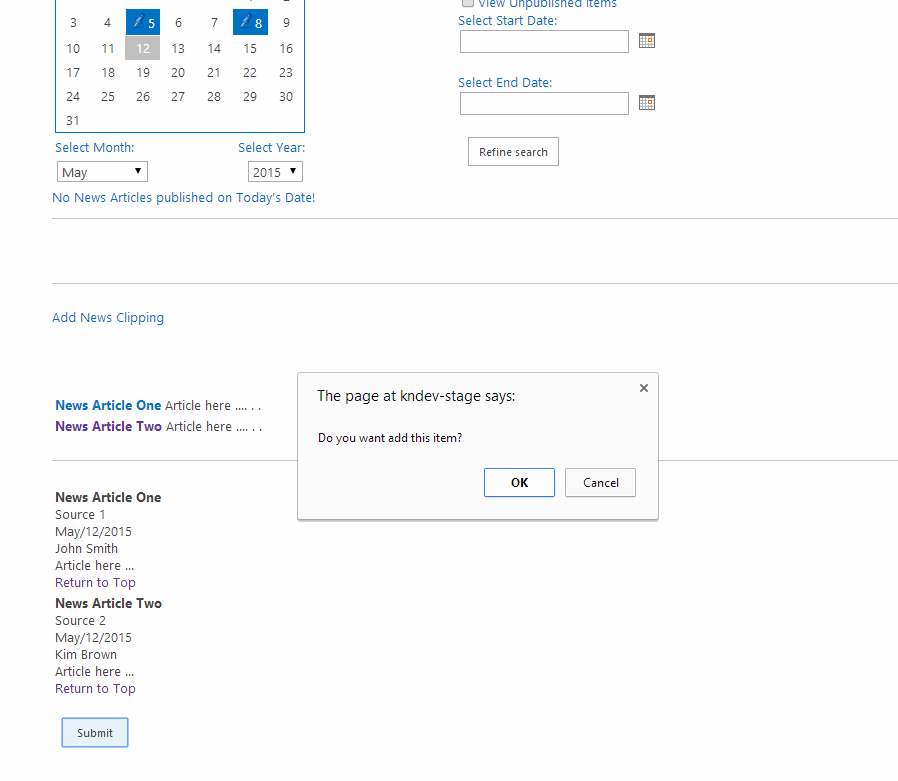 View Unpublished Items
3 4 5 6 7 8 9
10 11 12 13 14 15 16
17 18 19 20 21 22 23
24 25 26 27 28 29 30
31
Select Month: Select Year:
May 2015
No News Articles published on Today's Date!
Select Start Date:
Select End Date:
Refine search
Add News Clipping
News Article One Article here .... . .
News Article Two Article here .... . .
The page at kndev-stage says:
Do you want add this item?
OK Cancel
News Article One
Source 1
May/12/2015
John Smith
Article here ...
Return to Top
News Article Two
Source 2
May/12/2015
Kim Brown
Article here ...
Return to Top
Submit